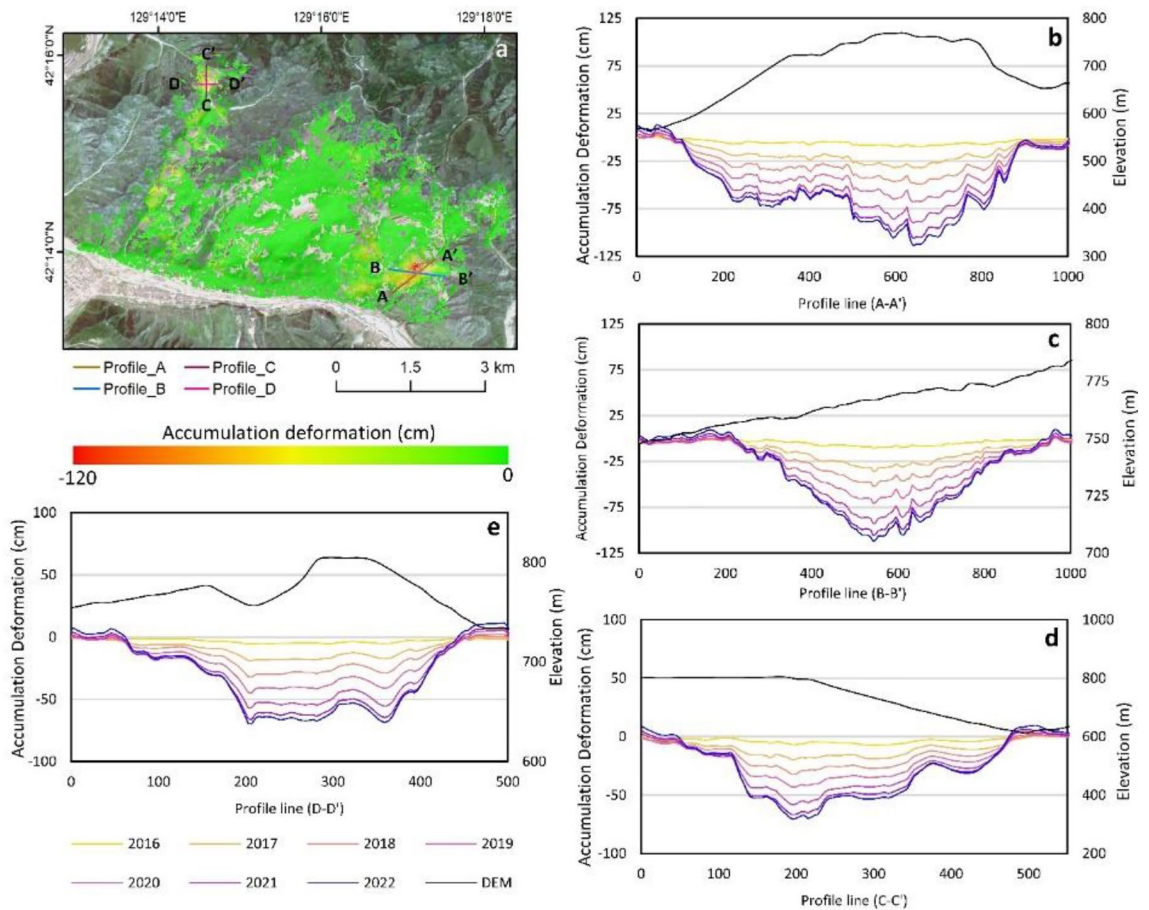 129°14'0"E 129°16'0"E 129°18'0"E
42°16'0"N
42°14'0"N
a
C'
D D'
C
A'
B
B'
A
Profile_A Profile_C 0 1.5 3 km
Profile_B Profile_D
Accumulation deformation (cm)
-120 0
b
Accumulation Deformation (cm)
125
75
25
-25
-75
-125
Elevation (m)
800
700
600
500
400
300
0 200 400 600 800 1000
Profile line (A-A')
c
Accumulation Deformation (cm)
125
75
25
-25
-75
-125
Elevation (m)
800
775
750
725
700
0 200 400 600 800 1000
Profile line (B-B')
e
Accumulation Deformation (cm)
100
50
0
-50
-100
Elevation (m)
800
700
600
0 100 200 300 400 500
Profile line (D-D')
d
Accumulation Deformation (cm)
100
50
0
-50
-100
Elevation (m)
1000
800
600
400
200
0 100 200 300 400 500
Profile line (C-C')
2016 2017 2018 2019
2020 2021 2022 DEM